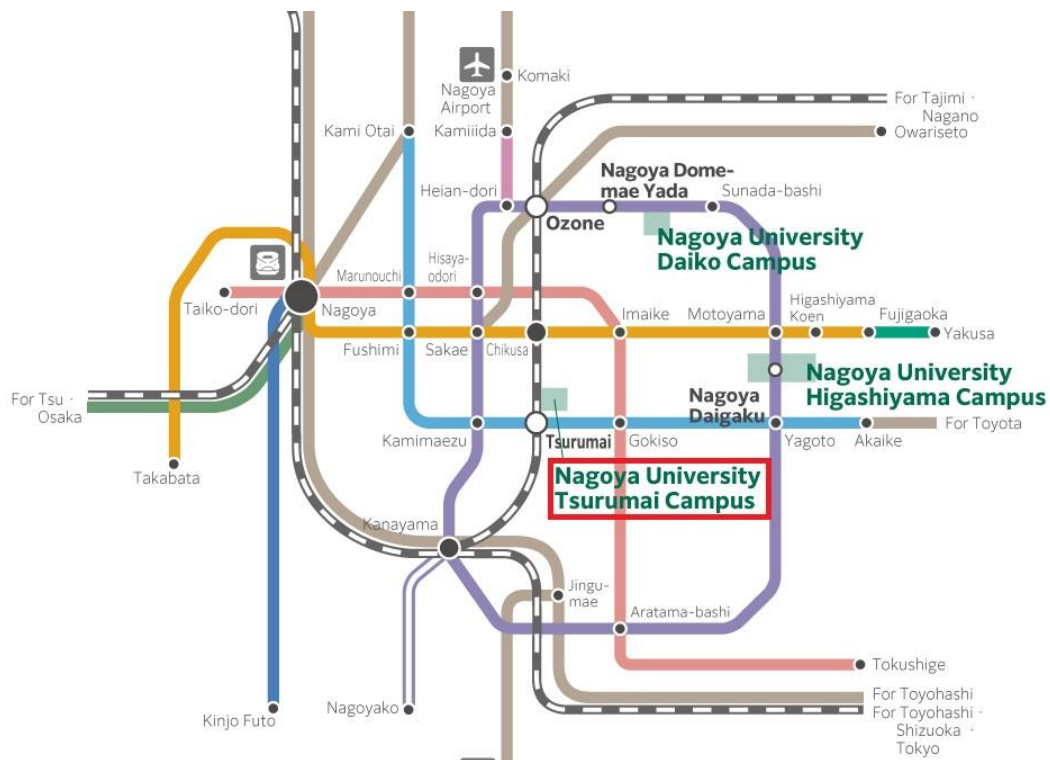 Komaki
Nagoya
Airport
For Tajimi ·
Nagano
Kami Otai
Kamiiida
Owariseto
Nagoya Dome-
mae Yada
Heian-dori
Sunada-bashi
Ozone
Nagoya University
Daiko Campus
Hisaya-
odori
Marunouchi
Taiko-dori
Nagoya
Imaike
Motoyama
Higashiyama
Koen
Fujigaoka
Fushimi
Sakae
Chikusa
Yakusa
Nagoya University
Higashiyama Campus
For Tsu ·
Osaka
Nagoya
Daigaku
Kamimaezu
Tsurumai
Gokiso
Yagoto
Akaike
For Toyota
Takabata
Nagoya University
Tsurumai Campus
Kanayama
Jingu-
mae
Aratama-bashi
Tokushige
Kinjo Futo
Nagoyako
For Toyohashi
For Toyohashi ·
Shizuoka ·
Tokyo